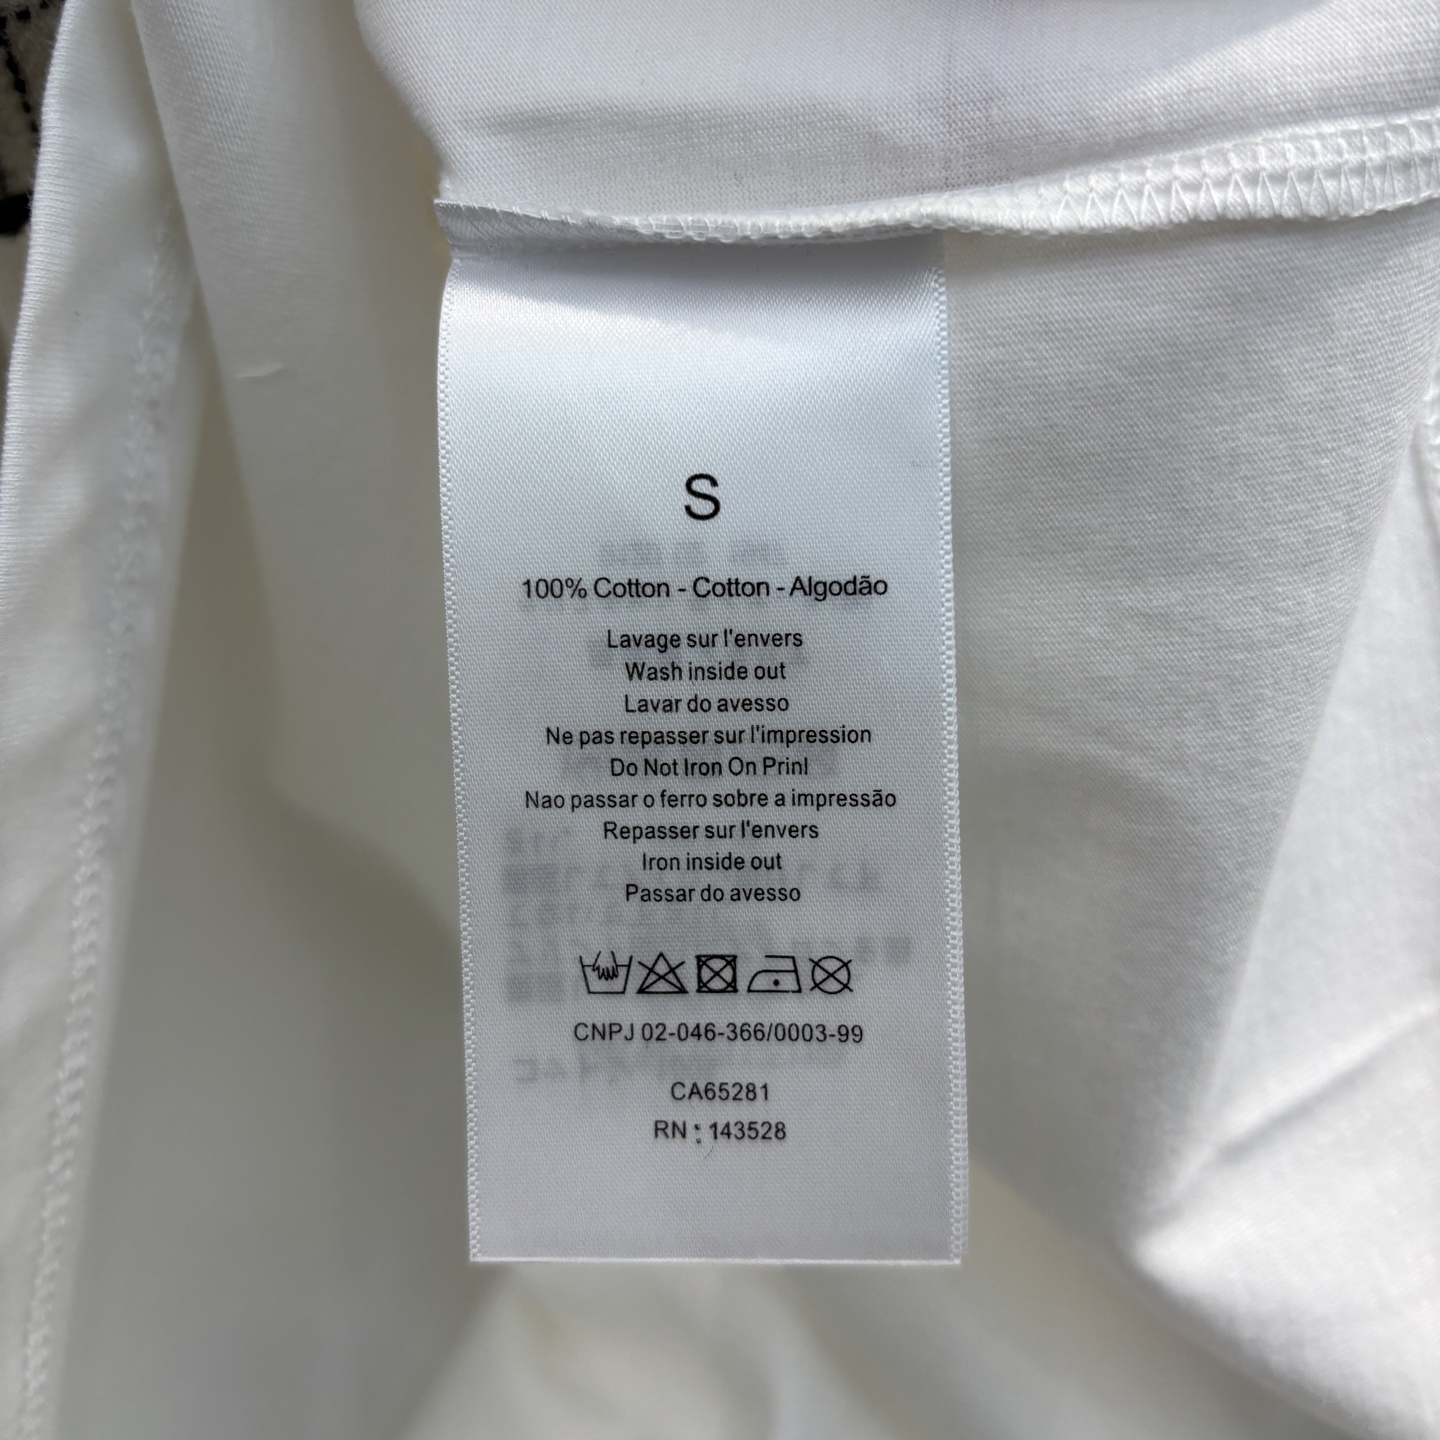 S
100% Cotton - Cotton - Algodão
Lavage sur l'envers
Wash inside out
Lavar do avesso
Ne pas repasser sur l'impression
Do Not Iron On Prinl
Nao passar o ferro sobre a impressão
Repasser sur l'envers
Iron inside out
Passar do avesso
CNPJ 02-046-366/0003-99
CA65281
RN : 143528